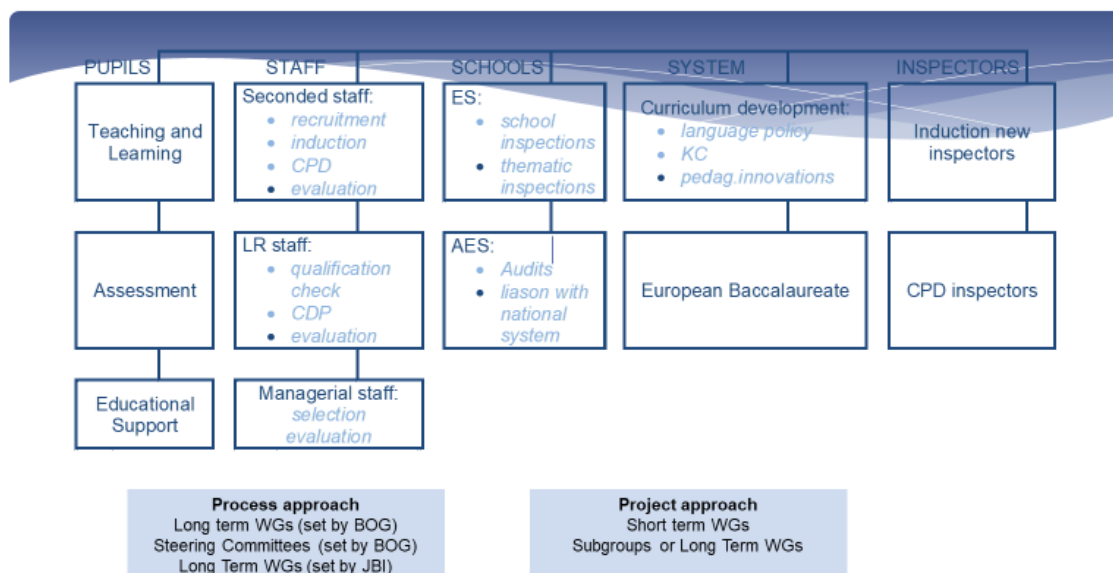 PUPILS
STAFF
SCHOOLS
SYSTEM
INSPECTORS
Teaching and
Learning
Assessment
Educational
Support
Seconded staff:
• recruitment
• induction
• CPD
• evaluation
LR staff:
• qualification
check
• CDP
• evaluation
Managerial staff:
selection
evaluation
ES:
• school
inspections
• thematic
inspections
AES:
• Audits
• liason with
national
system
Curriculum development:
• language policy
• KC
• pedag.innovations
European Baccalaureate
Induction new
inspectors
CPD inspectors
Process approach
Long term WGs (set by BOG)
Steering Committees (set by BOG)
Long Term WGs (set by JBI)
Project approach
Short term WGs
Subgroups or Long Term WGs